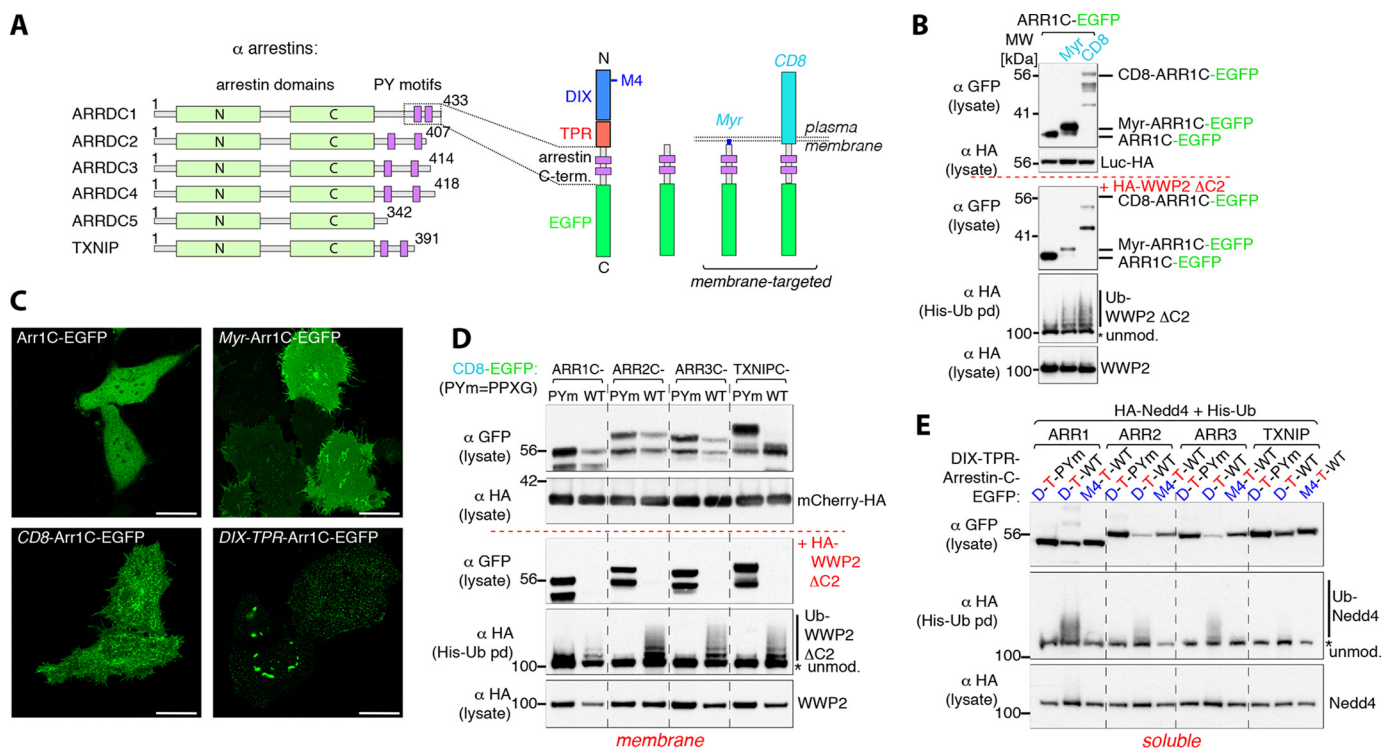 A
α arrestins:
arrestin domains
PY motifs
ARRDC1 1 N C 433
ARRDC2 1 N C 407
ARRDC3 1 N C 414
ARRDC4 1 N C 418
ARRDC5 1 N C 342
TXNIP 1 N C 391
N
M4
DIX
TPR
arrestin
C-term.
EGFP
C
CD8
Myr
plasma
membrane
membrane-targeted
B
ARR1C-EGFP
MW
[kDa]
Myr
CD8
α GFP
(lysate)
56
41
CD8-ARR1C-EGFP
Myr-ARR1C-EGFP
ARR1C-EGFP
α HA
(lysate)
56
Luc-HA
+ HA-WWP2 ΔC2
α GFP
(lysate)
56
41
CD8-ARR1C-EGFP
Myr-ARR1C-EGFP
ARR1C-EGFP
α HA
(His-Ub pd)
100
Ub-
WWP2 ΔC2
* unmod.
α HA
(lysate)
100
WWP2
C
Arr1C-EGFP
Myr-Arr1C-EGFP
CD8-Arr1C-EGFP
DIX-TPR-Arr1C-EGFP
D
CD8-EGFP:
(PYm=PPXG)
ARR1C- ARR2C- ARR3C- TXNIPC-
PYm WT PYm WT PYm WT PYm WT
α GFP
(lysate)
56
42
α HA
(lysate)
mCherry-HA
+ HA-
WWP2
ΔC2
α GFP
(lysate)
56
α HA
(His-Ub pd)
100
Ub-
WWP2
ΔC2
* unmod.
α HA
(lysate)
100
WWP2
membrane
E
HA-Nedd4 + His-Ub
ARR1 ARR2 ARR3 TXNIP
DIX-TPR-
Arrestin-C-
EGFP:
D-T-PYm
D-T-WT
M4-T-WT
D-T-PYm
D-T-WT
M4-T-WT
D-T-PYm
D-T-WT
M4-T-WT
D-T-PYm
D-T-WT
M4-T-WT
α GFP
(lysate)
56
α HA
(His-Ub pd)
100
Ub-
Nedd4
*
unmod.
α HA
(lysate)
100
Nedd4
soluble